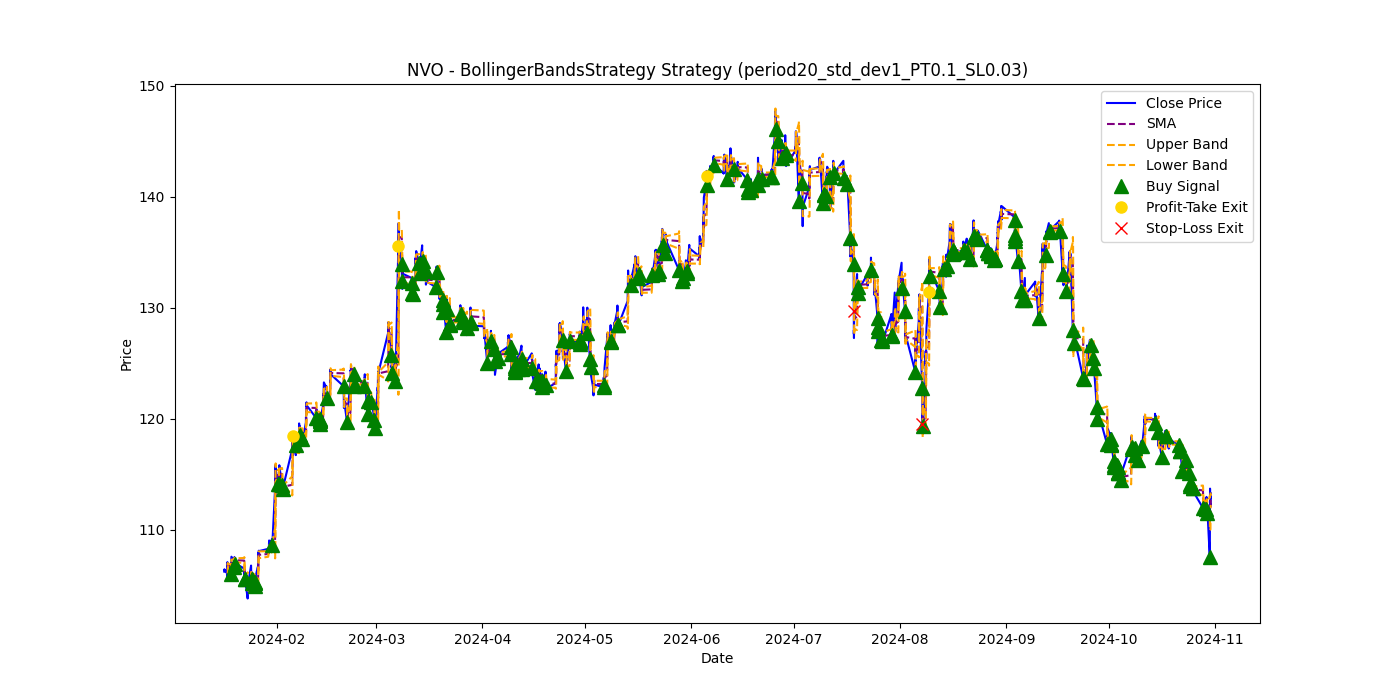 NVO - BollingerBandsStrategy Strategy (period20_std_dev1_PT0.1_SL0.03)
Close Price
SMA
Upper Band
Lower Band
Buy Signal
Profit-Take Exit
Stop-Loss Exit
Price
150
140
130
120
110
2024-02
2024-03
2024-04
2024-05
2024-06
2024-07
2024-08
2024-09
2024-10
2024-11
Date